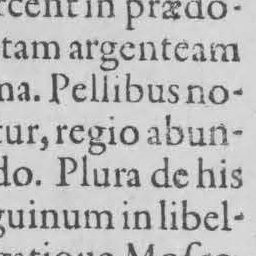 rcent in prædo-
tam argenteam
na. Pellibus no-
tur, regio abun-
do. Plura de his
guinum in libel-